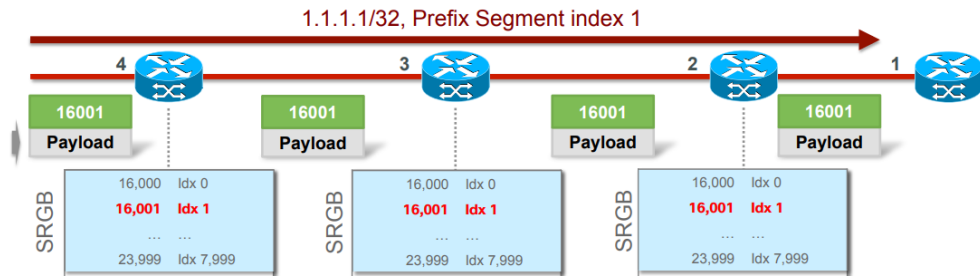 1.1.1.1/32, Prefix Segment index 1
4 3 2 1
16001 16001 16001 16001
Payload Payload Payload Payload
SRGB
16,000 Idx 0
16,001 Idx 1
... ...
23,999 Idx 7,999
SRGB
16,000 Idx 0
16,001 Idx 1
... ...
23,999 Idx 7,999
SRGB
16,000 Idx 0
16,001 Idx 1
... ...
23,999 Idx 7,999